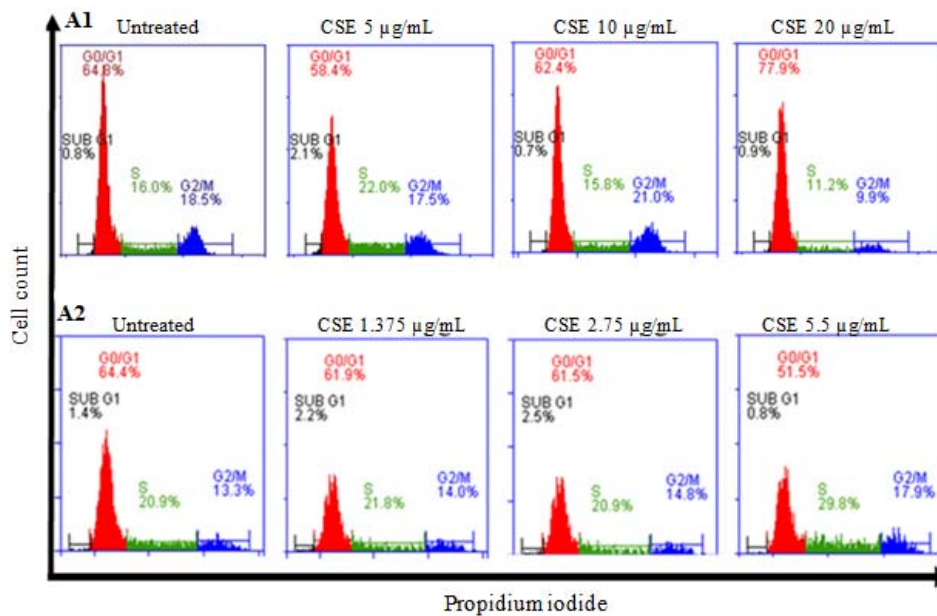 A1
Untreated
CSE 5 µg/mL
CSE 10 µg/mL
CSE 20 µg/mL
G0/G1
64.8%
SUB G1
0.8%
S
16.0%
G2/M
18.5%
G0/G1
58.4%
SUB G1
2.1%
S
22.0%
G2/M
17.5%
G0/G1
62.4%
SUB G1
0.7%
S
15.8%
G2/M
21.0%
G0/G1
77.9%
SUB G1
0.9%
S
11.2%
G2/M
9.9%
Cell count
A2
Untreated
CSE 1.375 µg/mL
CSE 2.75 µg/mL
CSE 5.5 µg/mL
G0/G1
64.4%
SUB G1
1.4%
S
20.9%
G2/M
13.3%
G0/G1
61.9%
SUB G1
2.2%
S
21.8%
G2/M
14.0%
G0/G1
61.5%
SUB G1
2.5%
S
20.9%
G2/M
14.8%
G0/G1
51.5%
SUB G1
0.8%
S
29.8%
G2/M
17.9%
Propidium iodide